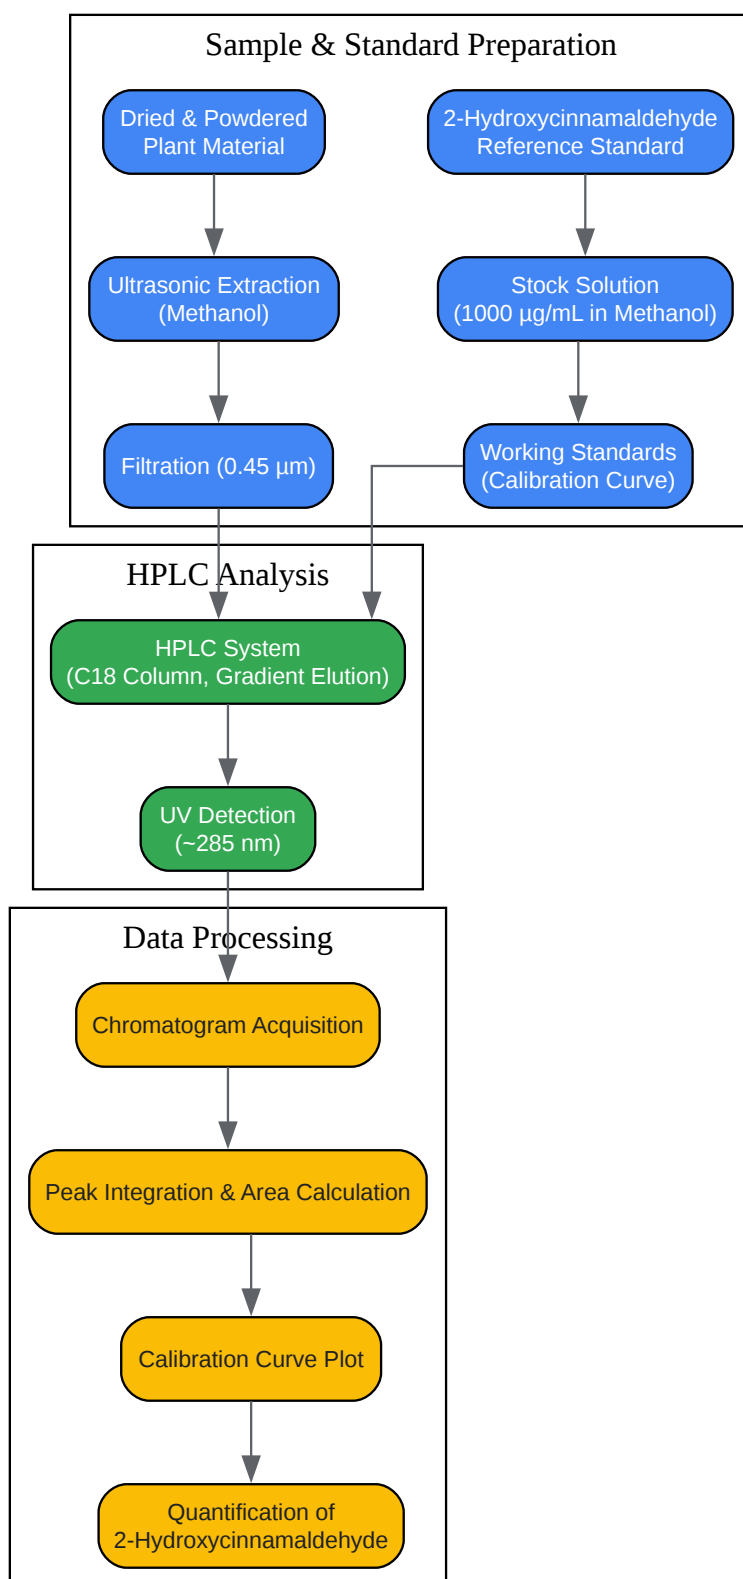 Sample & Standard Preparation
Dried & Powdered
Plant Material
2-Hydroxycinnamaldehyde
Reference Standard
Ultrasonic Extraction
(Methanol)
Stock Solution
(1000 µg/mL in Methanol)
Filtration (0.45 µm)
Working Standards
(Calibration Curve)
HPLC Analysis
HPLC System
(C18 Column, Gradient Elution)
UV Detection
(~285 nm)
Data Processing
Chromatogram Acquisition
Peak Integration & Area Calculation
Calibration Curve Plot
Quantification of
2-Hydroxycinnamaldehyde